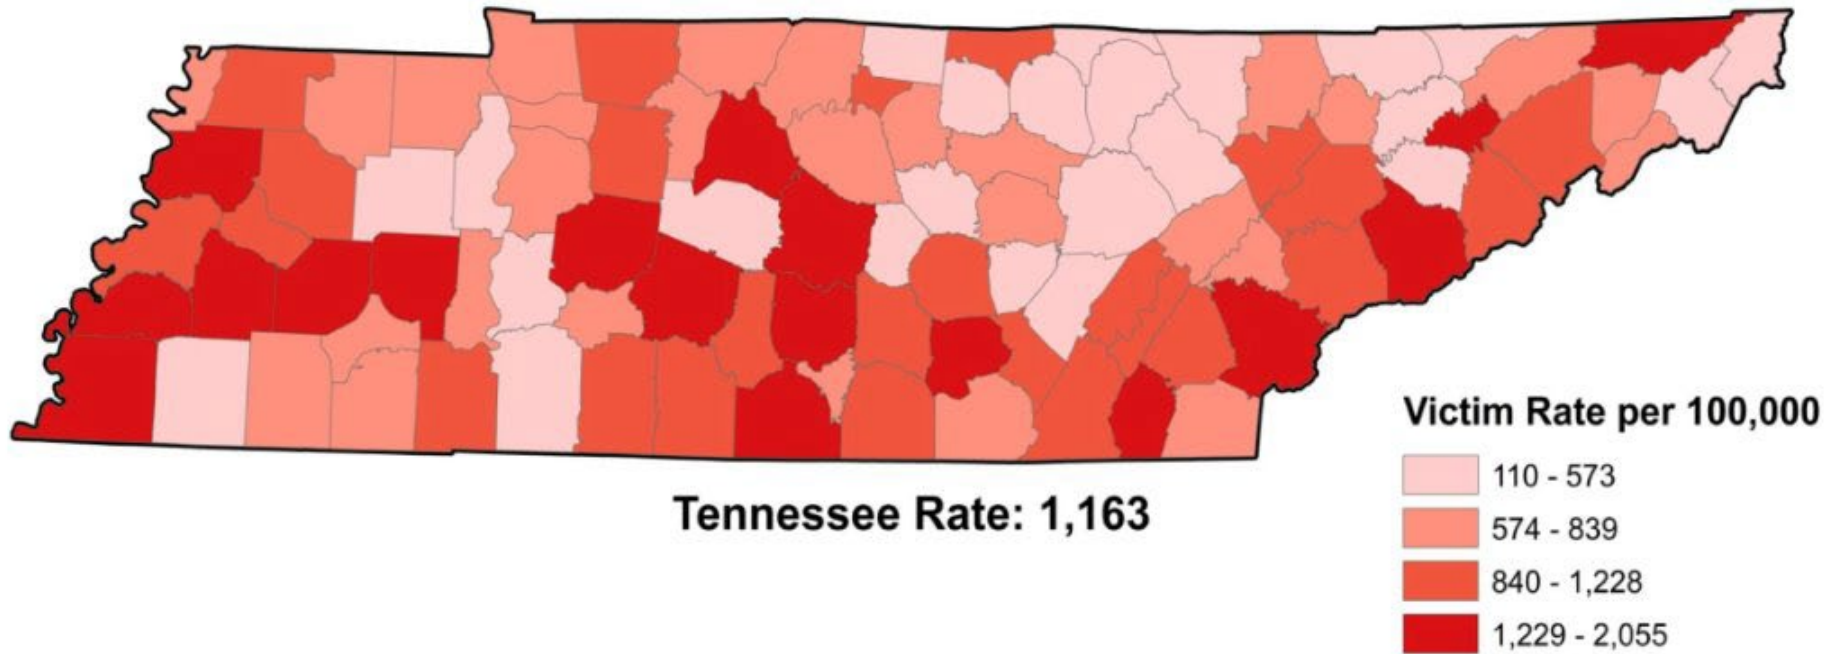 Tennessee Rate: 1,163
Victim Rate per 100,000
110 - 573
574 - 839
840 - 1,228
1,229 - 2,055